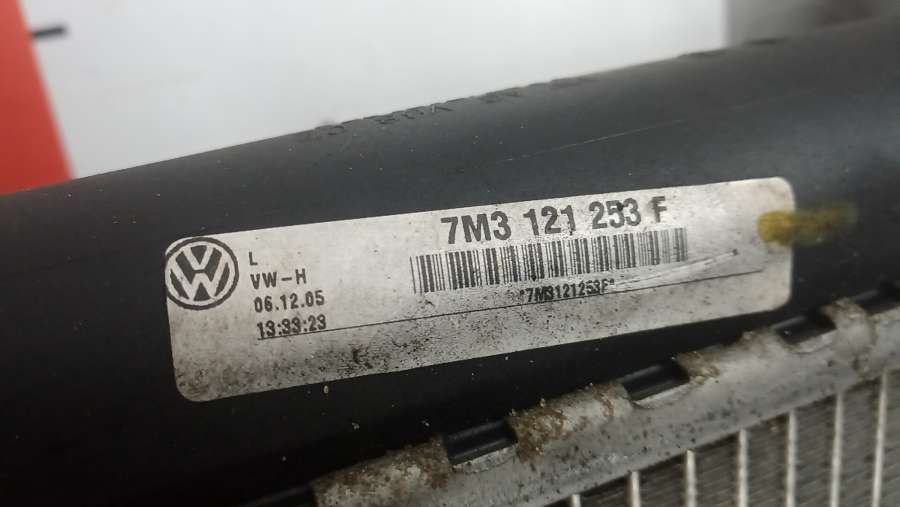 7M3 121 253 F
*7M3121253F*
L
VW-H
06.12.05
13:33:23